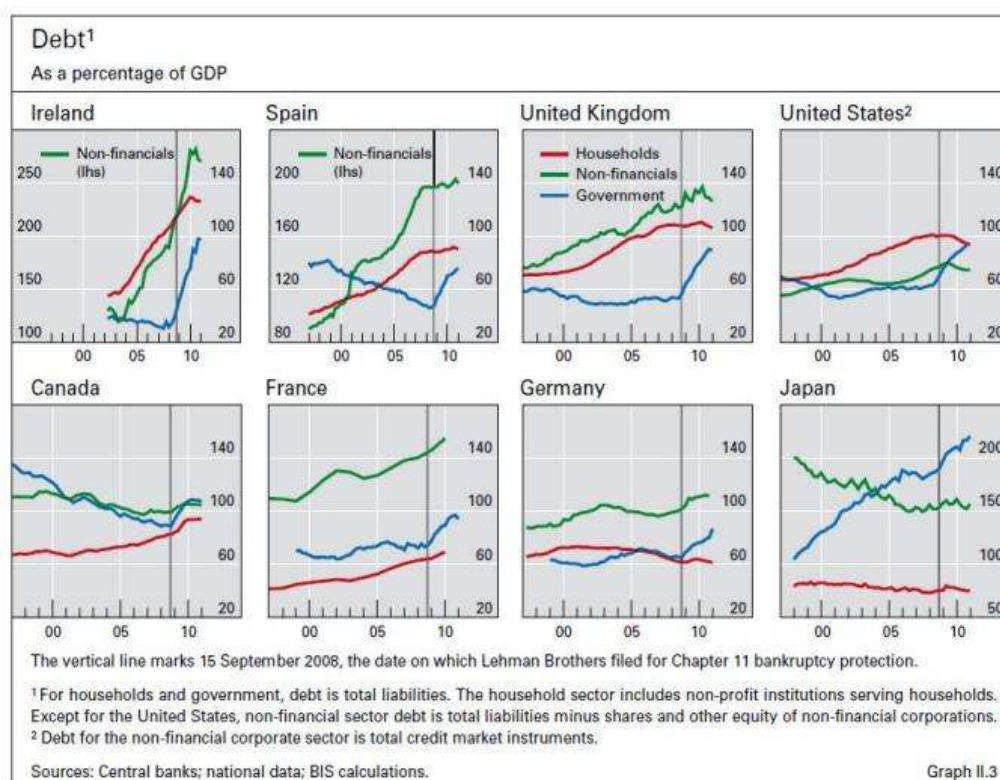 Debt¹
As a percentage of GDP
Ireland
Non-financials
(lhs)
250
200
150
100
140
100
60
20
00 05 10
Spain
Non-financials
(lhs)
200
160
120
80
140
100
60
20
00 05 10
United Kingdom
Households
Non-financials
Government
140
100
60
20
00 05 10
United States²
140
100
60
20
00 05 10
Canada
140
100
60
20
00 05 10
France
140
100
60
20
00 05 10
Germany
140
100
60
20
00 05 10
Japan
200
150
100
50
00 05 10
The vertical line marks 15 September 2008, the date on which Lehman Brothers filed for Chapter 11 bankruptcy protection.
¹ For households and government, debt is total liabilities. The household sector includes non-profit institutions serving households.
Except for the United States, non-financial sector debt is total liabilities minus shares and other equity of non-financial corporations.
² Debt for the non-financial corporate sector is total credit market instruments.
Sources: Central banks; national data; BIS calculations.
Graph II.3